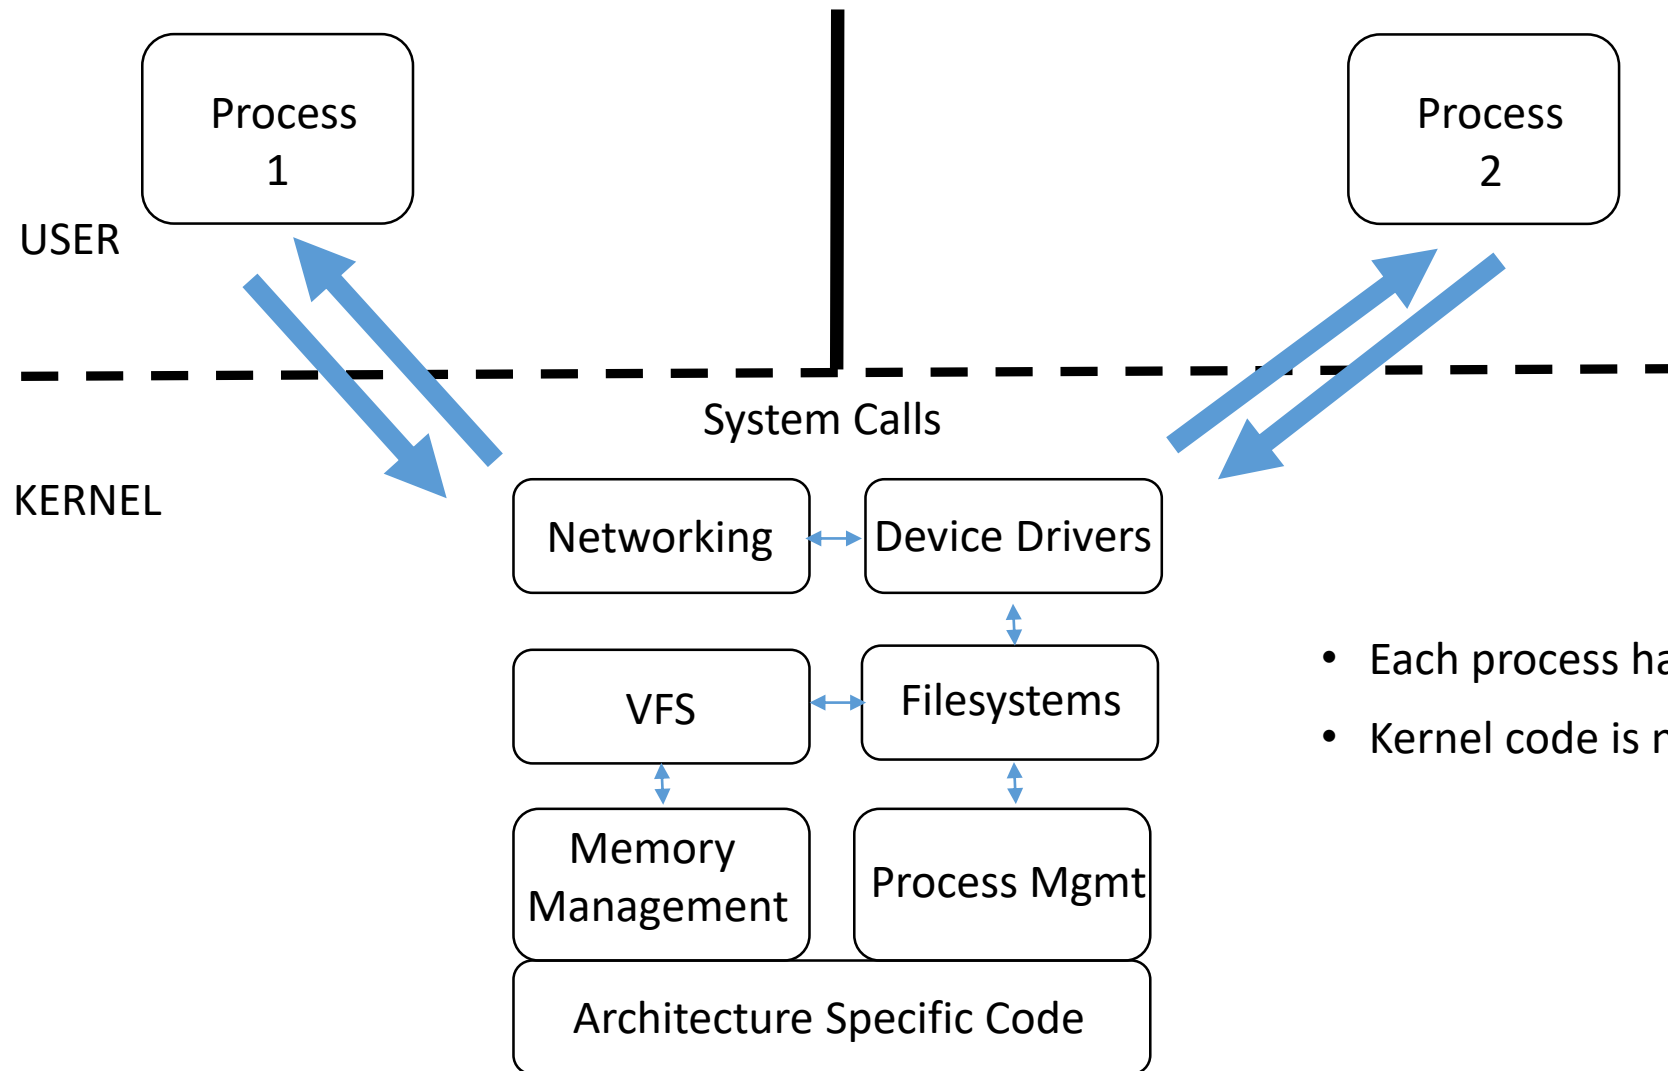 Process
1
Process
2
USER
System Calls
KERNEL
Networking
Device Drivers
• Each process ha
VFS
Filesystems
• Kernel code is
Memory
Management
Process Mgmt
Architecture Specific Code